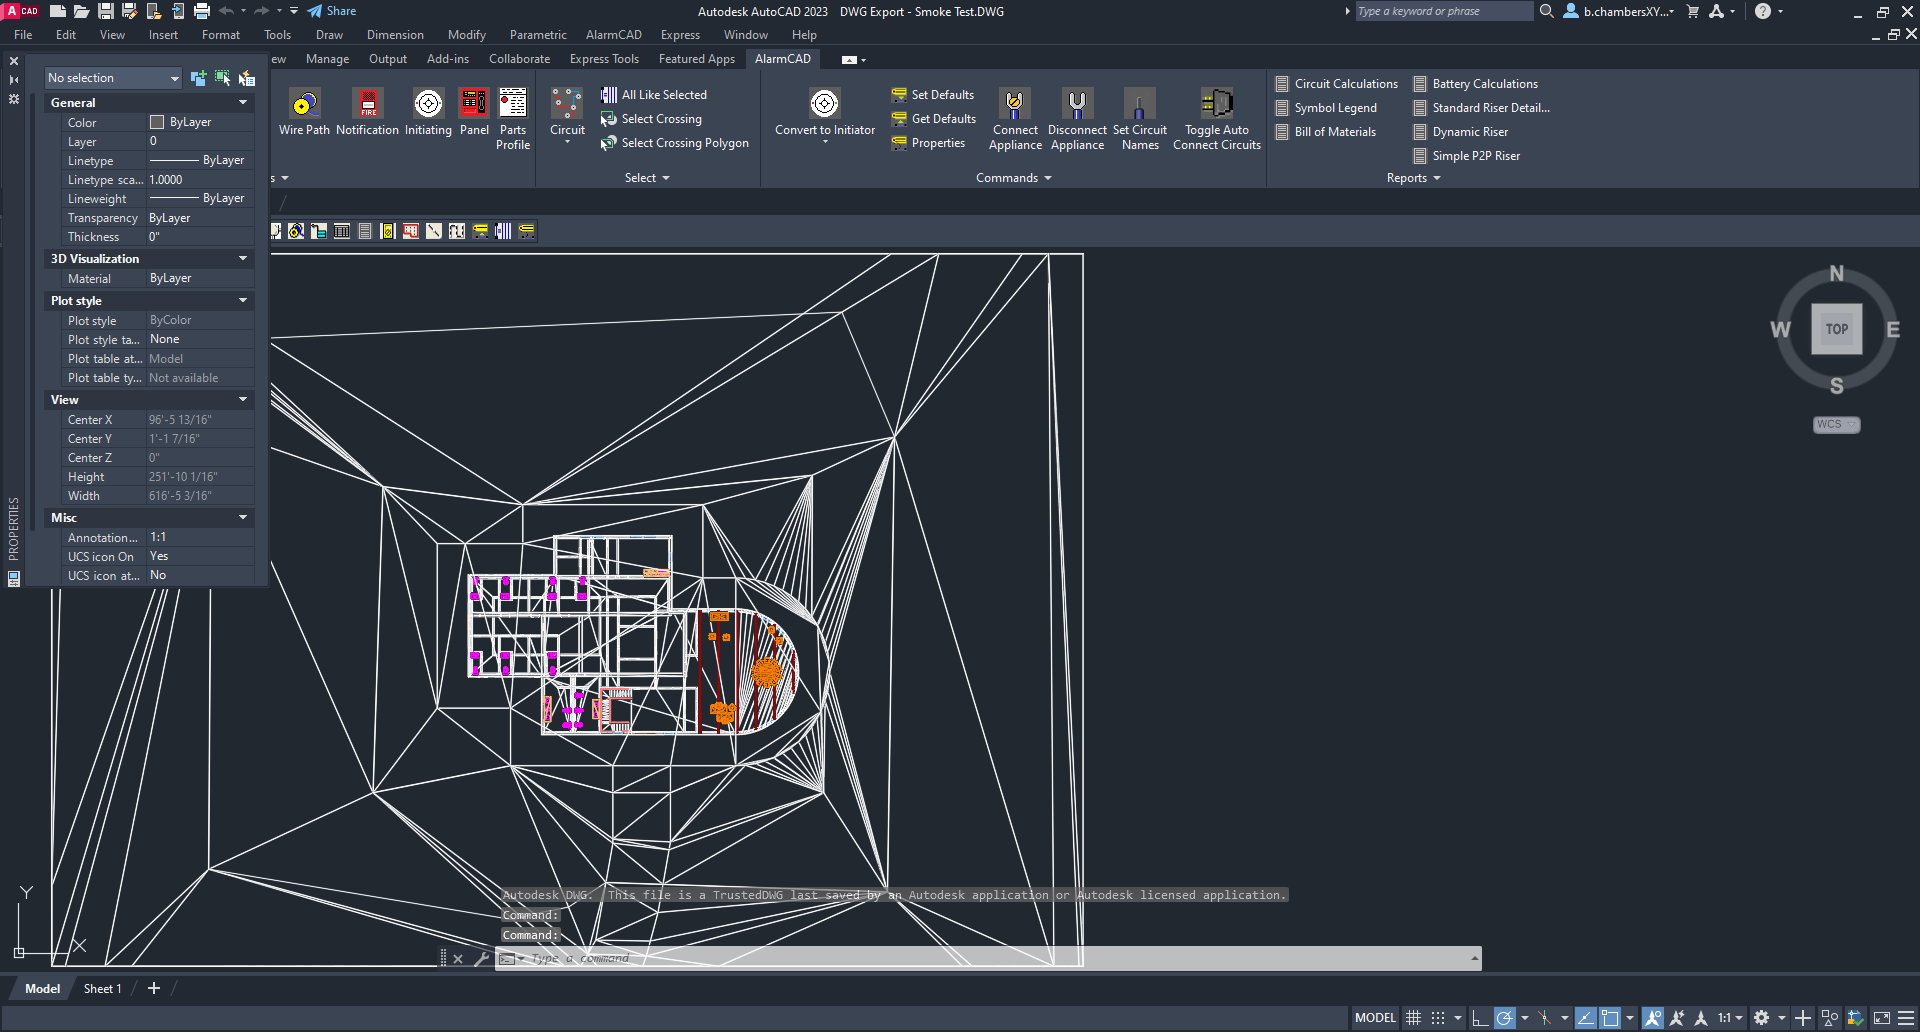 A CAD
Share
Autodesk AutoCAD 2023 DWG Export - Smoke Test.DWG
Type a keyword or phrase
b.chambersXY...
File Edit View Insert Format Tools Draw Dimension Modify Parametric AlarmCAD Express Window Help
ew Manage Output Add-ins Collaborate Express Tools Featured Apps AlarmCAD
No selection
General
Color ByLayer
Layer 0
Linetype ByLayer
Linetype sca... 1.0000
Lineweight ByLayer
Transparency ByLayer
Thickness 0"
3D Visualization
Material ByLayer
Plot style
Plot style ByColor
Plot style ta... None
Plot table at... Model
Plot table ty... Not available
View
Center X 96'-5 13/16"
Center Y 1'-1 7/16"
Center Z 0"
Height 251'-10 1/16"
Width 616'-5 3/16"
Misc
Annotation... 1:1
UCS icon On Yes
UCS icon at... No
PROPERTIES
Wire Path
FIRE
Notification
Initiating
Panel
Parts
Profile
s
Circuit
All Like Selected
Select Crossing
Select Crossing Polygon
Select
Convert to Initiator
Set Defaults
Get Defaults
Properties
Connect
Appliance
Disconnect
Appliance
Set Circuit
Names
Toggle Auto
Connect Circuits
Commands
Circuit Calculations
Symbol Legend
Bill of Materials
Battery Calculations
Standard Riser Detail...
Dynamic Riser
Simple P2P Riser
Reports
N
W TOP E
S
WCS
Y
X
Autodesk DWG. This file is a TrustedDWG last saved by an Autodesk application or Autodesk licensed application.
Command:
Command:
Type a command
Model Sheet 1
MODEL 1:1